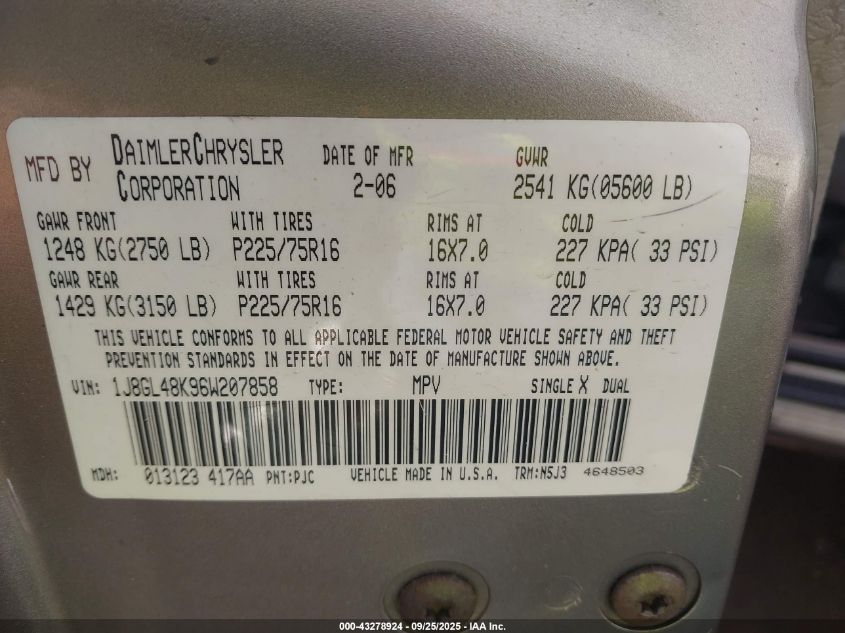 MFD BY DAIMLERCHRYSLER CORPORATION DATE OF MFR 2-06 GVWR 2541 KG(05600 LB)
GAWR FRONT WITH TIRES RIMS AT COLD
1248 KG(2750 LB) P225/75R16 16X7.0 227 KPA( 33 PSI)
GAWR REAR WITH TIRES RIMS AT COLD
1429 KG(3150 LB) P225/75R16 16X7.0 227 KPA( 33 PSI)
THIS VEHICLE CONFORMS TO ALL APPLICABLE FEDERAL MOTOR VEHICLE SAFETY AND THEFT
PREVENTION STANDARDS IN EFFECT ON THE DATE OF MANUFACTURE SHOWN ABOVE.
VIN: 1J8GL48K96W207858 TYPE: MPV SINGLE X DUAL
MDH: 013123 417AA PNT:PJC VEHICLE MADE IN U.S.A. TRM:N5J3 4648503
000-43278924 - 09/25/2025 - IAA Inc.